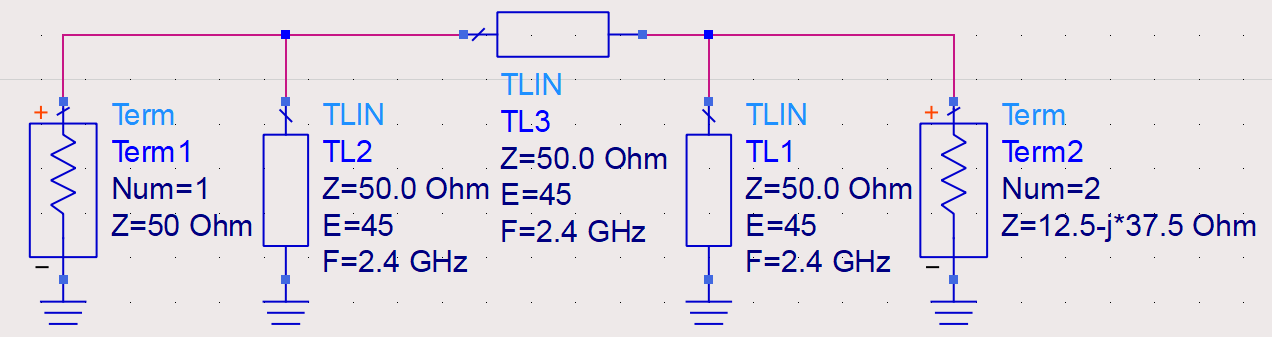 +
Term
Term1
Num=1
Z=50 Ohm
−
TLIN
TL2
Z=50.0 Ohm
E=45
F=2.4 GHz
TLIN
TL3
Z=50.0 Ohm
E=45
F=2.4 GHz
TLIN
TL1
Z=50.0 Ohm
E=45
F=2.4 GHz
+
Term
Term2
Num=2
Z=12.5-j*37.5 Ohm
−